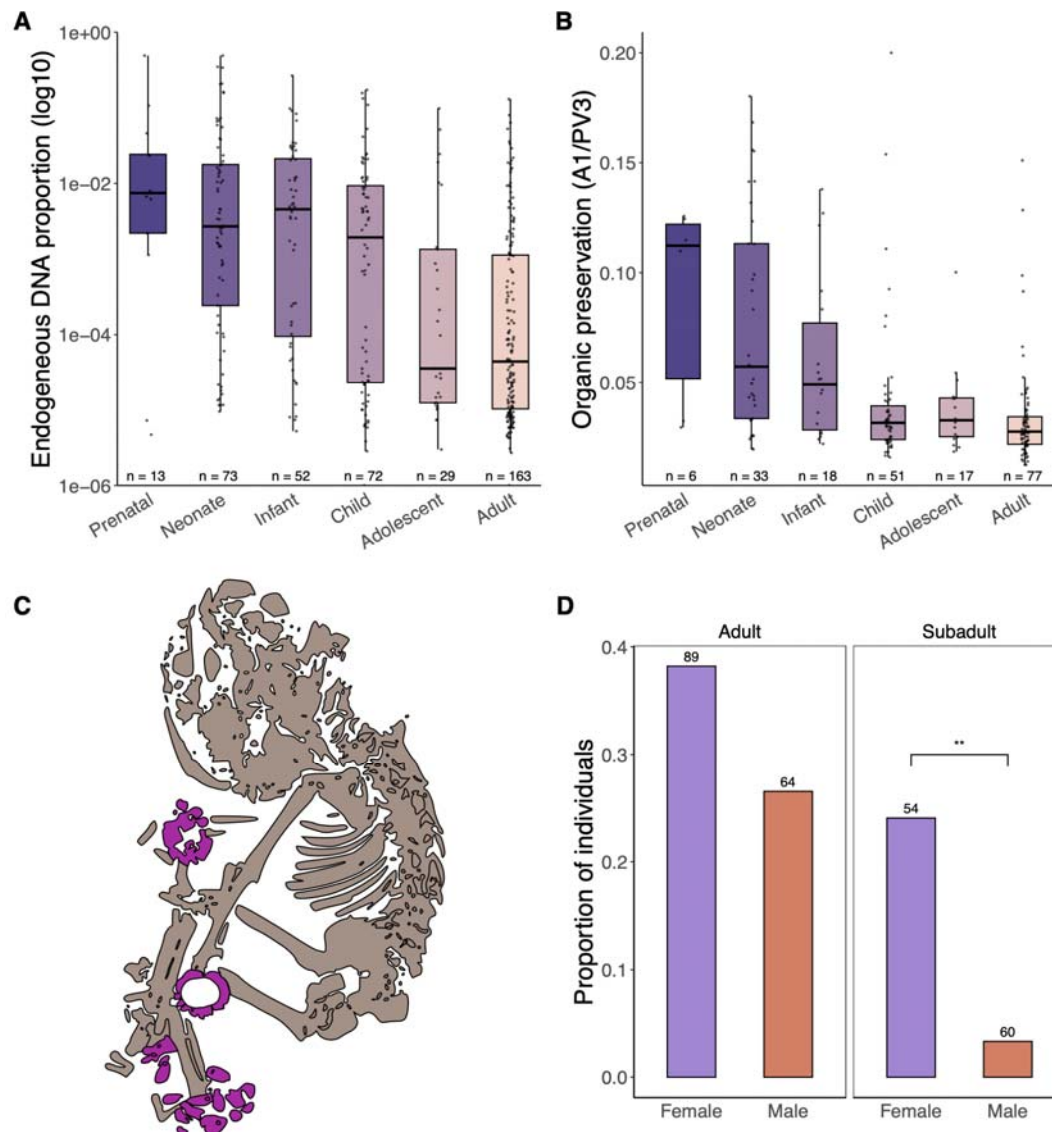 A
Endogeneous DNA proportion (log10)
1e+00
1e−02
1e−04
1e−06
n = 13 n = 73 n = 52 n = 72 n = 29 n = 163
Prenatal Neonate Infant Child Adolescent Adult
B
Organic preservation (A1/PV3)
0.20
0.15
0.10
0.05
n = 6 n = 33 n = 18 n = 51 n = 17 n = 77
Prenatal Neonate Infant Child Adolescent Adult
C
D
Adult Subadult
Proportion of individuals
0.4
0.3
0.2
0.1
0.0
89
64
**
54
60
Female Male Female Male